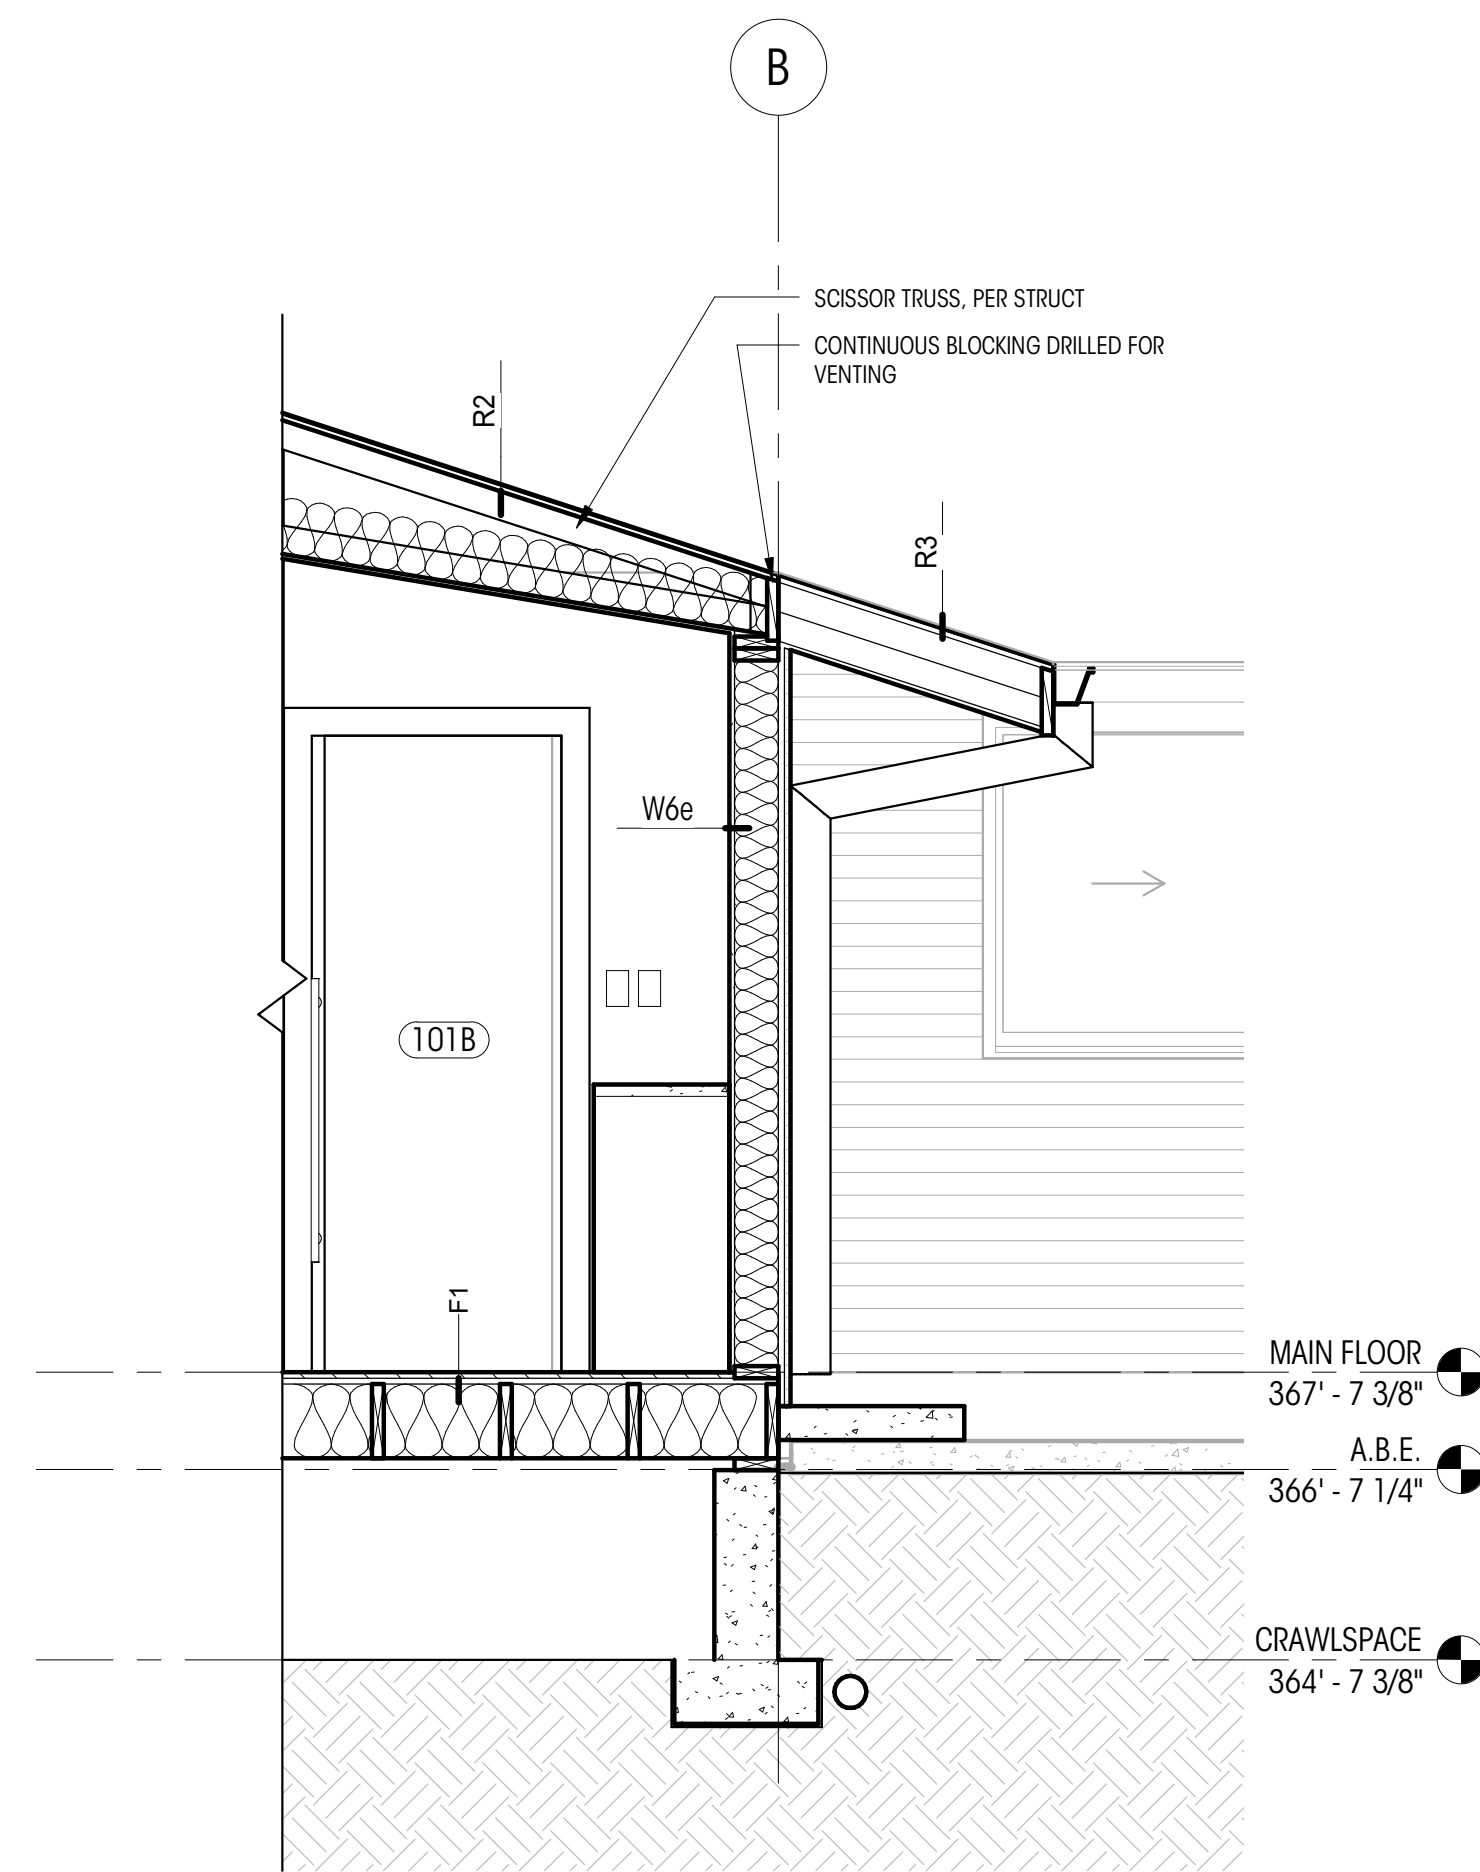 B
SCISSOR TRUSS, PER STRUCT
CONTINUOUS BLOCKING DRILLED FOR
VENTING
R2
R3
W6e
101B
F1
MAIN FLOOR
367' - 7 3/8"
A.B.E.
366' - 7 1/4"
CRAWLSPACE
364' - 7 3/8"